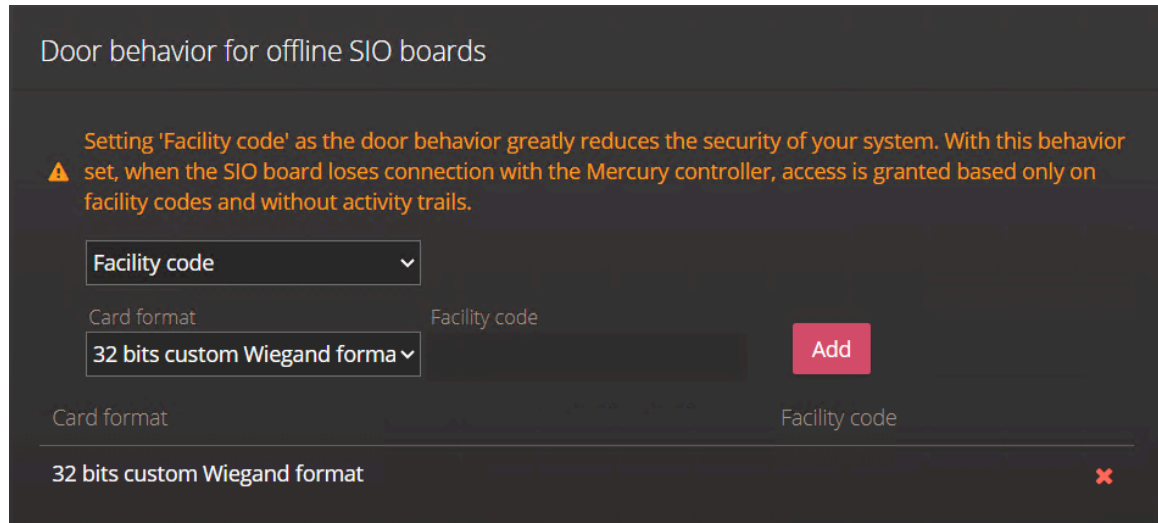 Door behavior for offline SIO boards
Setting 'Facility code' as the door behavior greatly reduces the security of your system. With this behavior
set, when the SIO board loses connection with the Mercury controller, access is granted based only on
facility codes and without activity trails.
Facility code
Card format Facility code
32 bits custom Wiegand forma
Add
Card format Facility code
32 bits custom Wiegand format